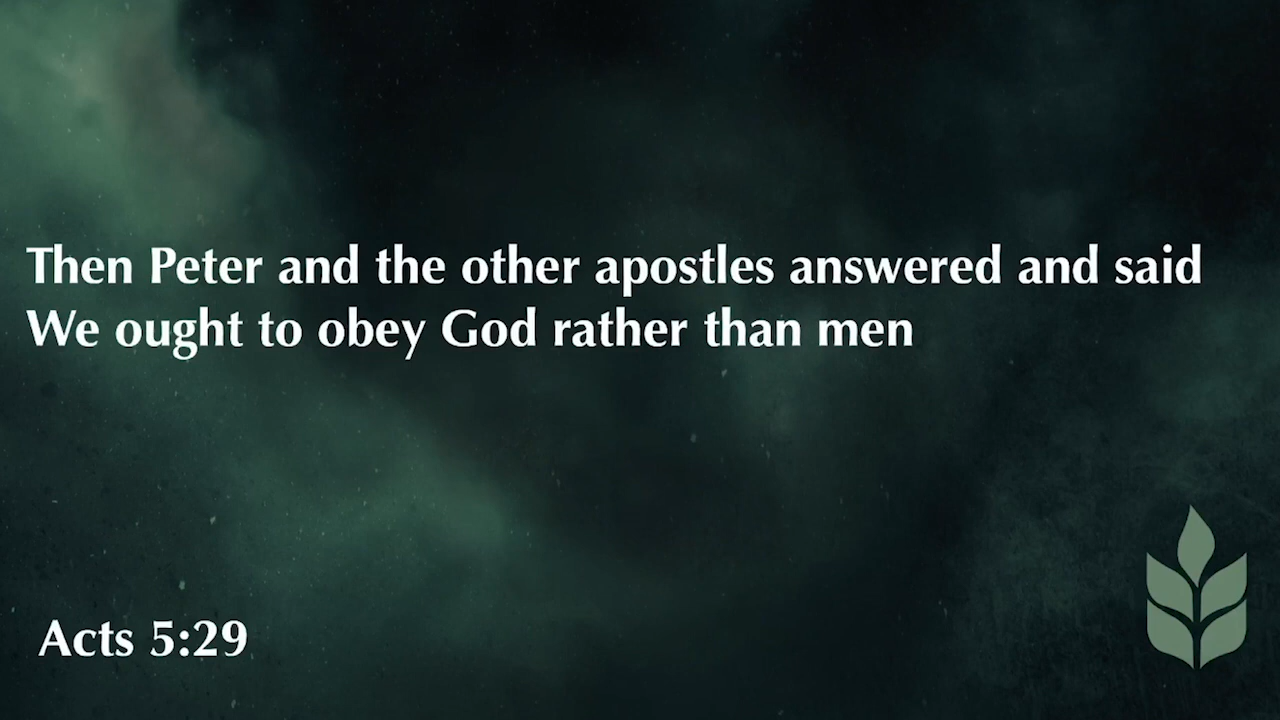 Then Peter and the other apostles answered and said
We ought to obey God rather than men
Acts 5:29